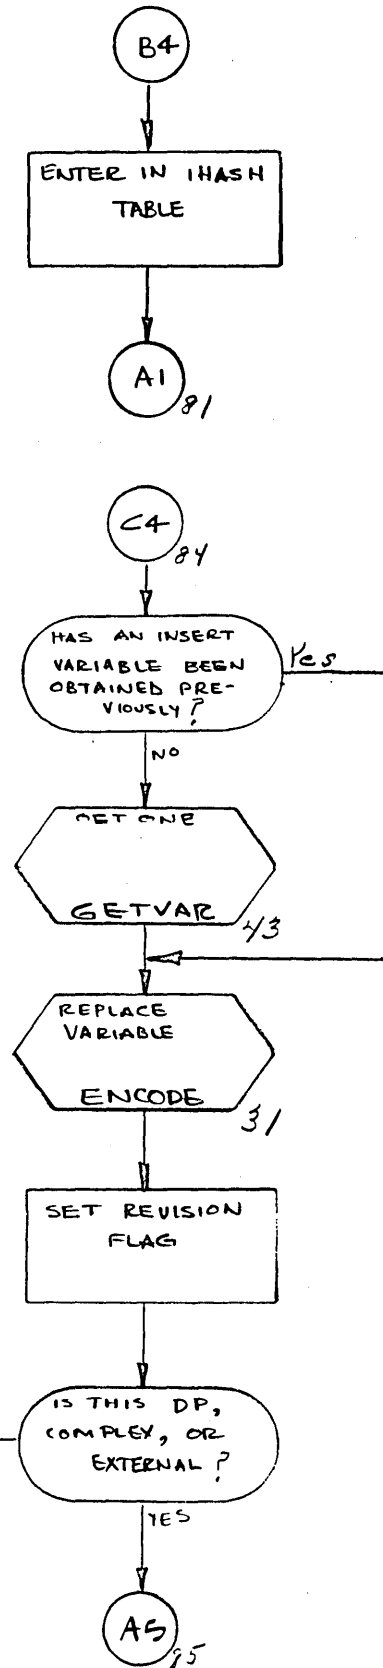 B4
ENTER IN IHASH
TABLE
A1
81
C4
84
HAS AN INSERT
VARIABLE BEEN
OBTAINED PRE-
VIOUSLY?
Yes
NO
GET ONE
GETVAR
43
REPLACE
VARIABLE
ENCODE
31
SET REVISION
FLAG
IS THIS DP,
COMPLEX, OR
EXTERNAL?
YES
A5
85